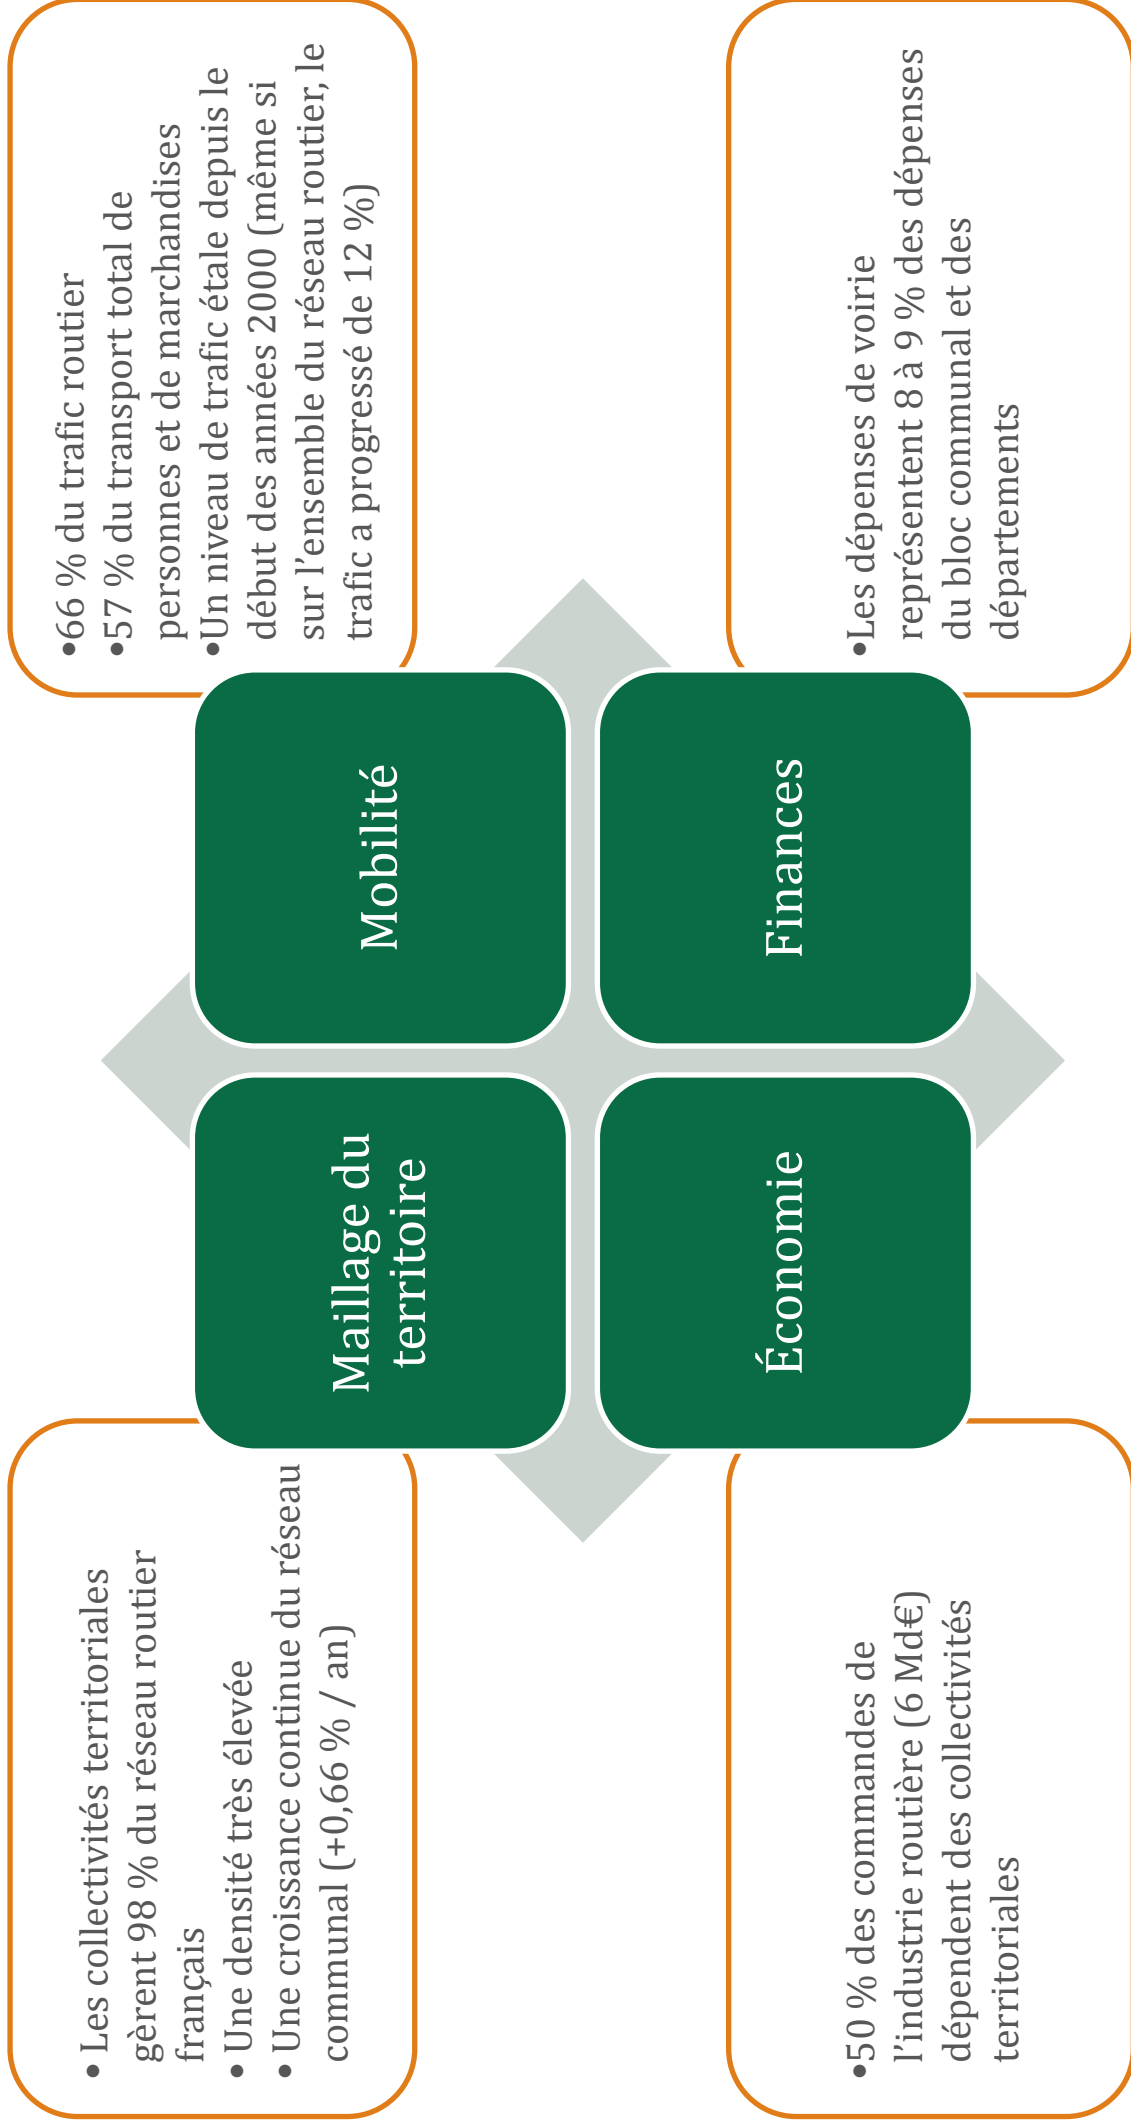 • Les collectivités territoriales
gèrent 98 % du réseau routier
français
• Une densité très élevée
• Une croissance continue du réseau
communal (+0,66 % / an)
Maillage du
territoire
Mobilité
•66 % du trafic routier
•57 % du transport total de
personnes et de marchandises
•Un niveau de trafic étale depuis le
début des années 2000 (même si
sur l'ensemble du réseau routier, le
trafic a progressé de 12 %)
•50 % des commandes de
l'industrie routière (6 Md€)
dépendent des collectivités
territoriales
Économie
Finances
•Les dépenses de voirie
représentent 8 à 9 % des dépenses
du bloc communal et des
départements